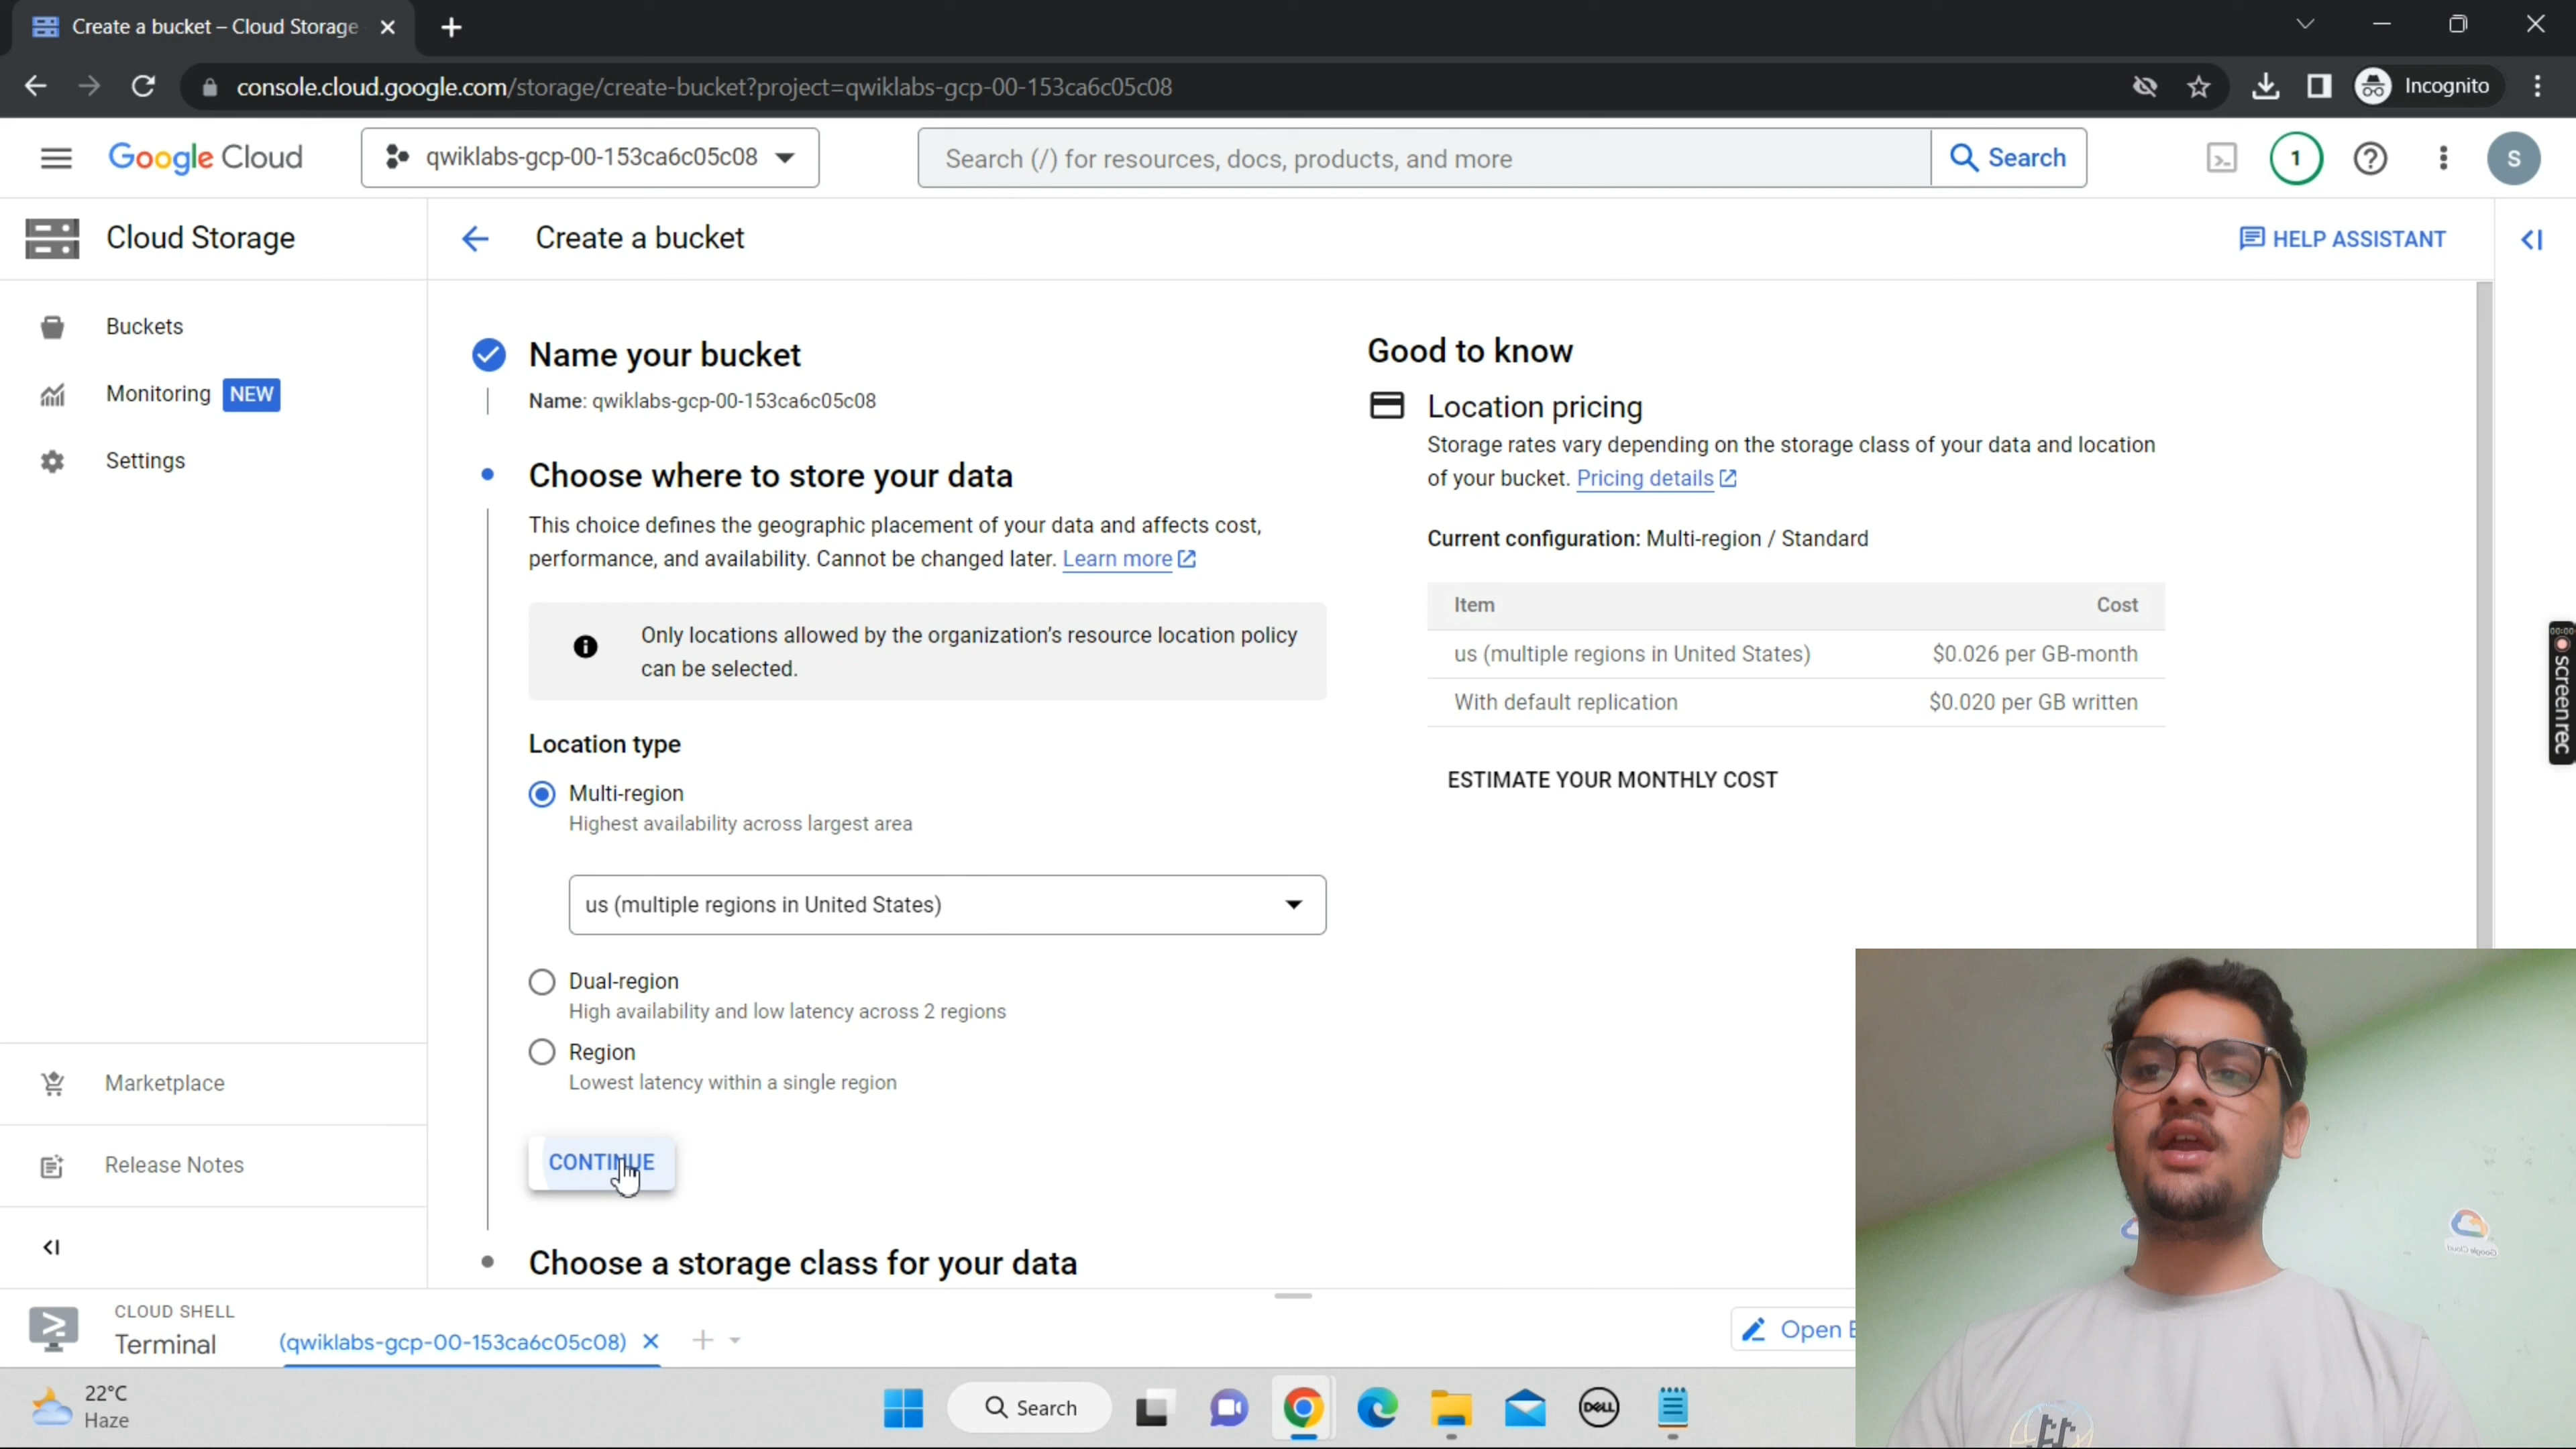 Create a bucket – Cloud Storage
console.cloud.google.com/storage/create-bucket?project=qwiklabs-gcp-00-153ca6c05c08
Incognito
Google Cloud
qwiklabs-gcp-00-153ca6c05c08
Search (/) for resources, docs, products, and more
Search
1
S
Cloud Storage
Create a bucket
HELP ASSISTANT
Buckets
Monitoring NEW
Settings
Marketplace
Release Notes
Name your bucket
Name: qwiklabs-gcp-00-153ca6c05c08
Choose where to store your data
This choice defines the geographic placement of your data and affects cost,
performance, and availability. Cannot be changed later. Learn more
Only locations allowed by the organization's resource location policy
can be selected.
Location type
Multi-region
Highest availability across largest area
us (multiple regions in United States)
Dual-region
High availability and low latency across 2 regions
Region
Lowest latency within a single region
CONTINUE
Choose a storage class for your data
Good to know
Location pricing
Storage rates vary depending on the storage class of your data and location
of your bucket. Pricing details
Current configuration: Multi-region / Standard
Item Cost
us (multiple regions in United States) $0.026 per GB-month
With default replication $0.020 per GB written
ESTIMATE YOUR MONTHLY COST
00:00
screenrec
CLOUD SHELL
Terminal
(qwiklabs-gcp-00-153ca6c05c08)
Open E
22°C
Haze
Search
DELL
Google Cloud